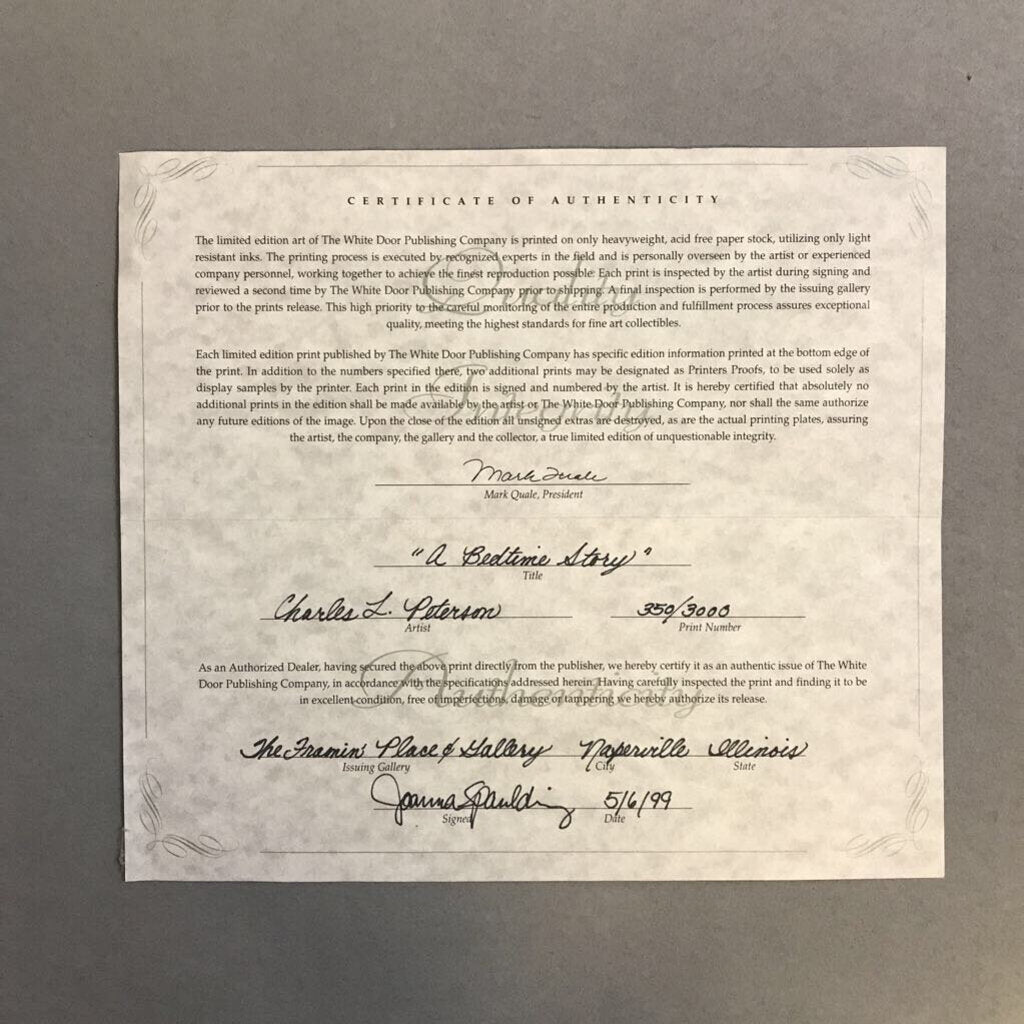 CERTIFICATE OF AUTHENTICITY
The limited edition art of The White Door Publishing Company is printed on only heavyweight, acid free paper stock, utilizing only light
resistant inks. The printing process is executed by recognized experts in the field and is personally overseen by the artist or experienced
company personnel, working together to achieve the finest reproduction possible. Each print is inspected by the artist during signing and
reviewed a second time by The White Door Publishing Company prior to shipping. A final inspection is performed by the issuing gallery
prior to the prints release. This high priority to the careful monitoring of the entire production and fulfillment process assures exceptional
quality, meeting the highest standards for fine art collectibles.
Quality
Each limited edition print published by The White Door Publishing Company has specific edition information printed at the bottom edge of
the print. In addition to the numbers specified there, two additional prints may be designated as Printers Proofs, to be used solely as
display samples by the printer. Each print in the edition is signed and numbered by the artist. It is hereby certified that absolutely no
additional prints in the edition shall be made available by the artist or The White Door Publishing Company, nor shall the same authorize
any future editions of the image. Upon the close of the edition all unsigned extras are destroyed, as are the actual printing plates, assuring
the artist, the company, the gallery and the collector, a true limited edition of unquestionable integrity.
Integrity
Mark Quale
Mark Quale, President
"A Bedtime Story"
Title
Charles L. Peterson 350/3000
Artist Print Number
As an Authorized Dealer, having secured the above print directly from the publisher, we hereby certify it as an authentic issue of The White
Door Publishing Company, in accordance with the specifications addressed herein. Having carefully inspected the print and finding it to be
in excellent condition, free of imperfections, damage or tampering we hereby authorize its release.
Authenticity
The Framin' Place & Gallery Naperville Illinois
Issuing Gallery City State
Joanna Spaulding 5/6/99
Signed Date